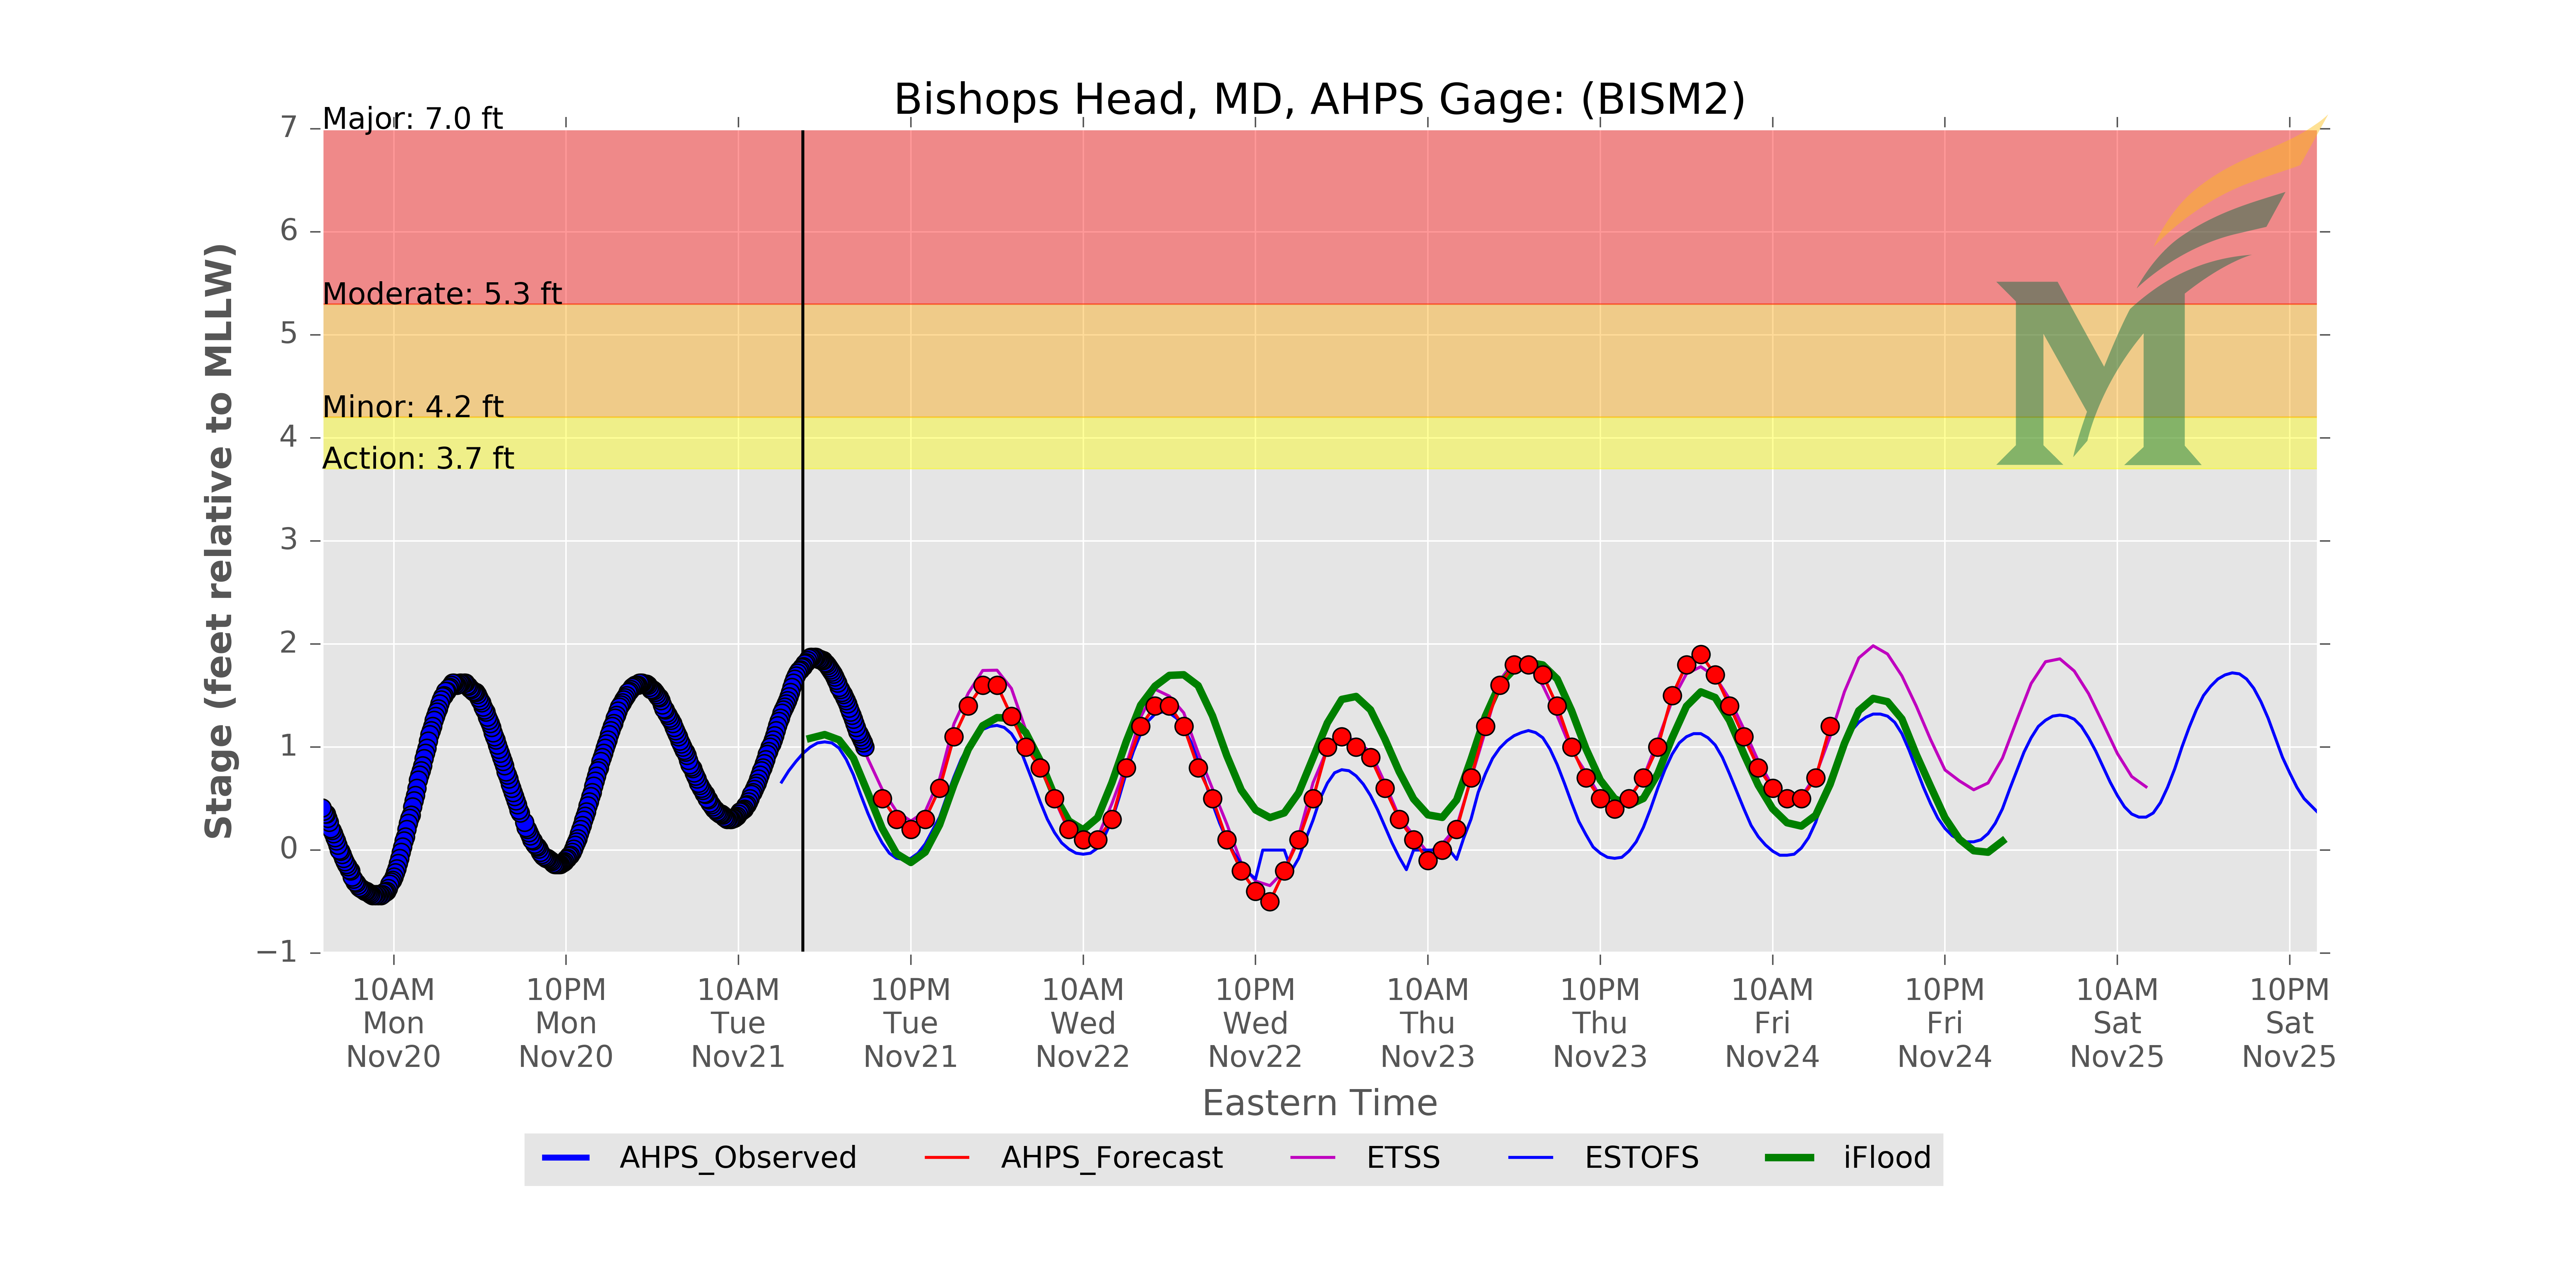 Bishops Head, MD, AHPS Gage: (BISM2)
Stage (feet relative to MLLW)
7
6
5
4
3
2
1
0
−1
Major: 7.0 ft
Moderate: 5.3 ft
Minor: 4.2 ft
Action: 3.7 ft
M
10AM Mon Nov20
10PM Mon Nov20
10AM Tue Nov21
10PM Tue Nov21
10AM Wed Nov22
10PM Wed Nov22
10AM Thu Nov23
10PM Thu Nov23
10AM Fri Nov24
10PM Fri Nov24
10AM Sat Nov25
10PM Sat Nov25
Eastern Time
AHPS_Observed AHPS_Forecast ETSS ESTOFS iFlood